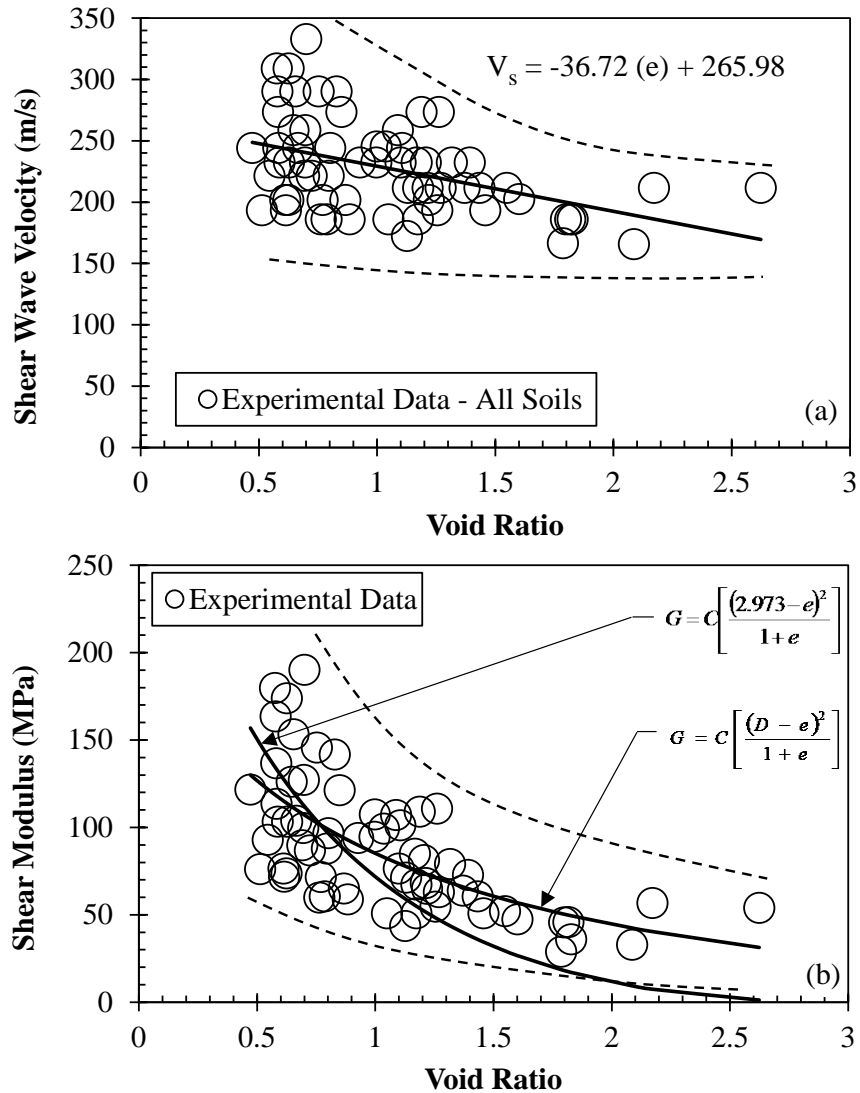 350
300
250
200
150
100
50
0
Shear Wave Velocity (m/s)
V_s = -36.72 (e) + 265.98
Experimental Data - All Soils
(a)
0 0.5 1 1.5 2 2.5 3
Void Ratio
250
200
150
100
50
0
Shear Modulus (MPa)
Experimental Data
G = C[(2.973 - e)² / 1 + e]
G = C[(D - e)² / 1 + e]
(b)
0 0.5 1 1.5 2 2.5 3
Void Ratio